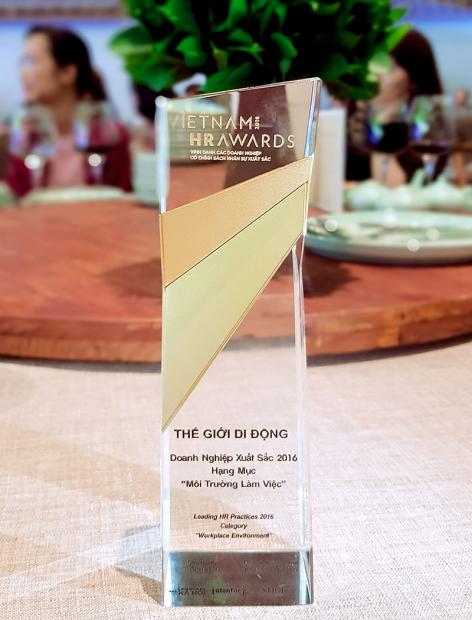 VIETNAM 2016
HR AWARDS
VINH DANH CÁC DOANH NGHIỆP
CÓ CHÍNH SÁCH NHÂN SỰ XUẤT SẮC
THẾ GIỚI DI ĐỘNG
Doanh Nghiệp Xuất Sắc 2016
Hạng Mục
"Môi Trường Làm Việc"
Leading HR Practices 2016
Category
"Workplace Environment"